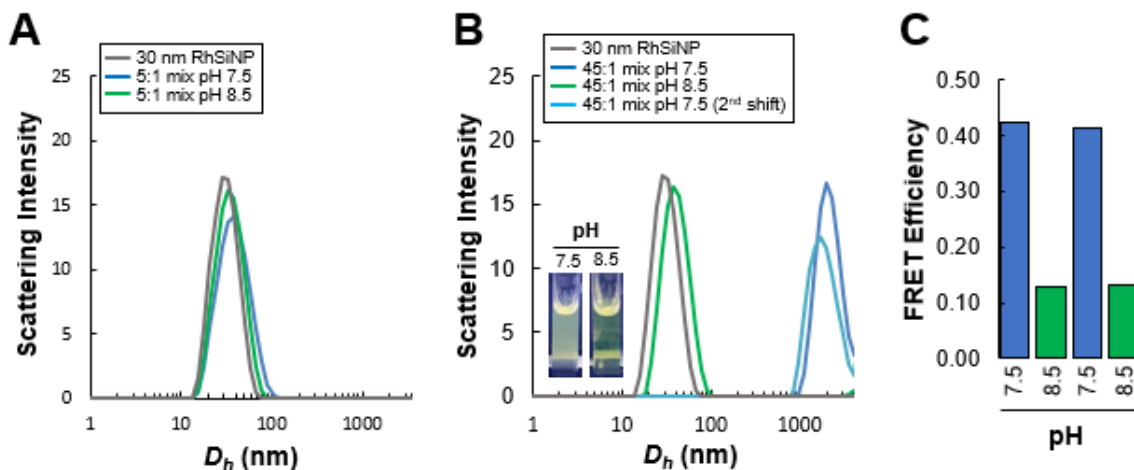 A
30 nm RhSiNP
5:1 mix pH 7.5
5:1 mix pH 8.5
25
20
15
10
5
0
1
10
100
1000
Scattering Intensity
D_h (nm)
B
30 nm RhSiNP
45:1 mix pH 7.5
45:1 mix pH 8.5
45:1 mix pH 7.5 (2nd shift)
25
20
15
10
5
0
pH
7.5 8.5
1
10
100
1000
Scattering Intensity
D_h (nm)
C
0.50
0.40
0.30
0.20
0.10
0.00
FRET Efficiency
7.5
8.5
7.5
8.5
pH